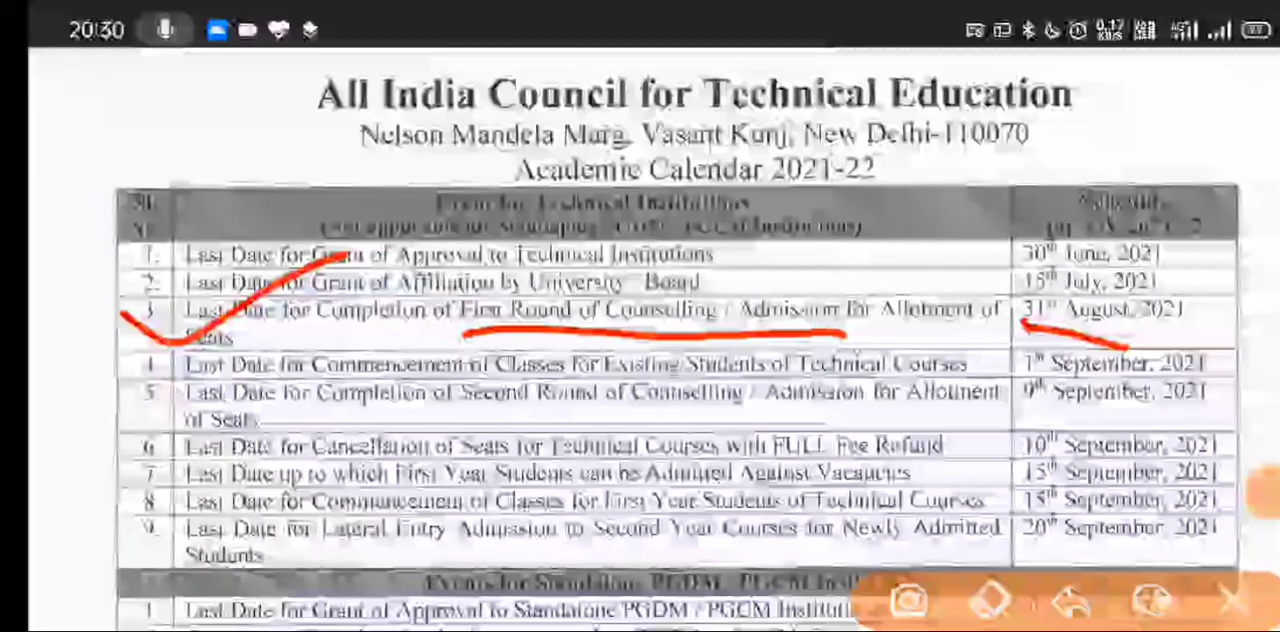 20:30
All India Council for Technical Education
Nelson Mandela Marg, Vasant Kunj, New Delhi-110070
Academic Calendar 2021-22
1. Last Date for Grant of Approval to Technical Institutions 30th June, 2021
2. Last Date for Grant of Affiliation by University Board 15th July, 2021
3 Last Date for Completion of First Round of Counselling / Admission for Allotment of 31st August, 2021
Seats
4 Last Date for Commencement of Classes for Existing Students of Technical Courses 1st September, 2021
5 Last Date for Completion of Second Round of Counselling / Admission for Allotment 9th September, 2021
of Seats
6 Last Date for Cancellation of Seats for Technical Courses with FULL Fee Refund 10th September, 2021
7 Last Date up to which First Year Students can be Admitted Against Vacancies 15th September, 2021
8 Last Date for Commencement of Classes for First Year Students of Technical Courses 15th September, 2021
9. Last Date for Lateral Entry Admission to Second Year Courses for Newly Admitted 20th September, 2021
Students
Events for Standalone PGDM PGCM
1 Last Date for Grant of Approval to Standalone PGDM / PGCM